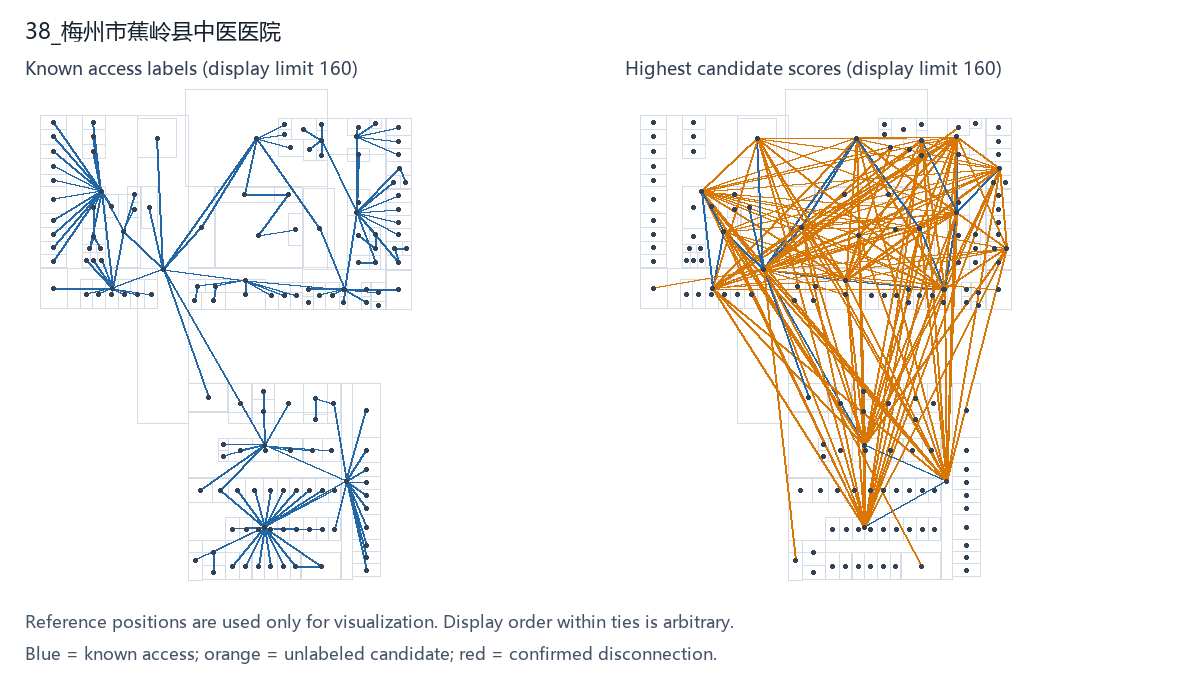 38_梅州市蕉岭县中医医院
Known access labels (display limit 160)
Highest candidate scores (display limit 160)
Reference positions are used only for visualization. Display order within ties is arbitrary.
Blue = known access; orange = unlabeled candidate; red = confirmed disconnection.